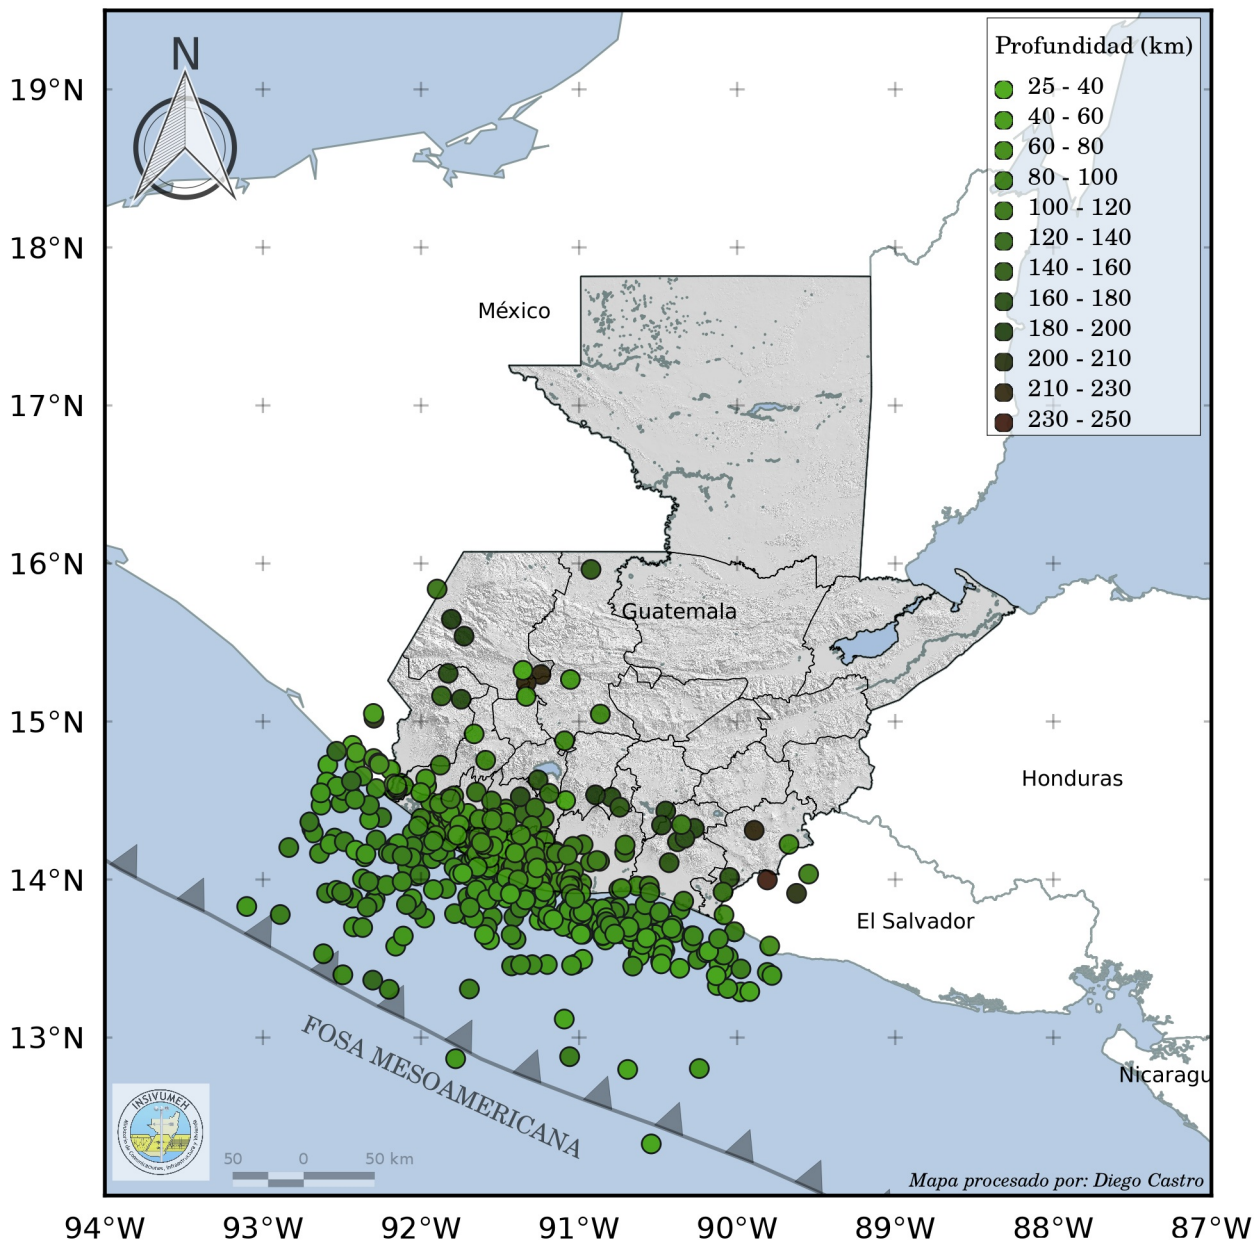 N
Profundidad (km)
25 - 40
40 - 60
60 - 80
80 - 100
100 - 120
120 - 140
140 - 160
160 - 180
180 - 200
200 - 210
210 - 230
230 - 250
19°N
18°N
17°N
16°N
15°N
14°N
13°N
México
Guatemala
Honduras
El Salvador
Nicaragu
FOSA MESOAMERICANA
INSIVUMEH
50 0 50 km
Mapa procesado por: Diego Castro
94°W 93°W 92°W 91°W 90°W 89°W 88°W 87°W